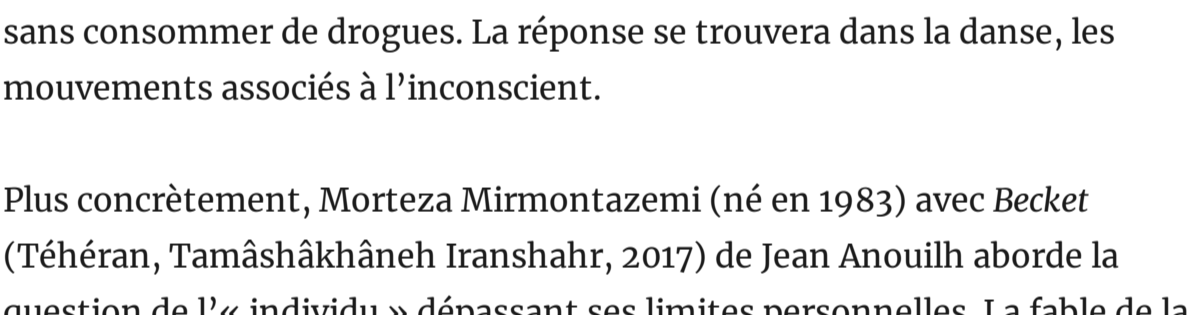 sans consommer de drogues. La réponse se trouvera dans la danse, les
mouvements associés à l’inconscient.
Plus concrètement, Morteza Mirmontazemi (né en 1983) avec Becket
(Téhéran, Tamâshâkhâneh Iranshahr, 2017) de Jean Anouilh aborde la
question de l’« individu » dépassant ses limites personnelles. La fable de la